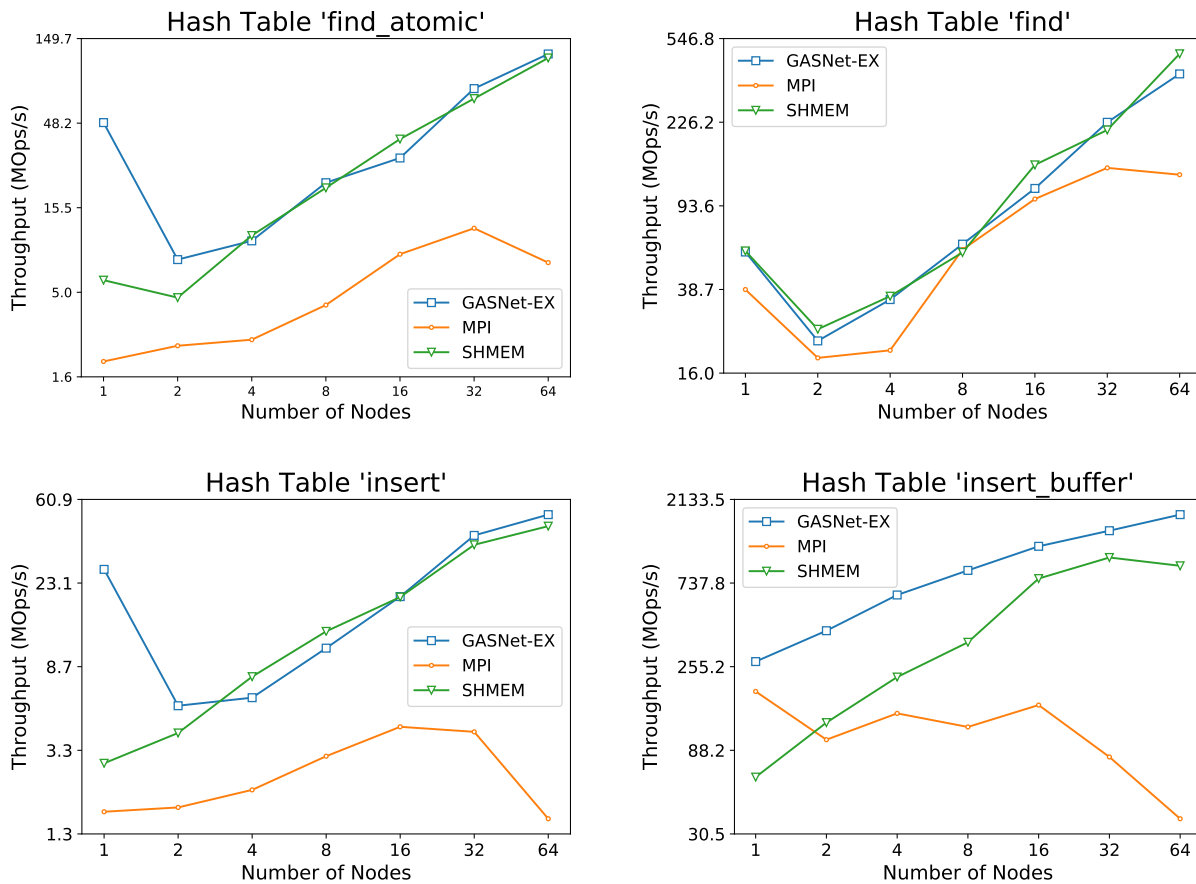 Hash Table 'find_atomic'
149.7
48.2
15.5
5.0
1.6
Throughput (MOps/s)
GASNet-EX
MPI
SHMEM
1 2 4 8 16 32 64
Number of Nodes
Hash Table 'find'
546.8
226.2
93.6
38.7
16.0
Throughput (MOps/s)
GASNet-EX
MPI
SHMEM
1 2 4 8 16 32 64
Number of Nodes
Hash Table 'insert'
60.9
23.1
8.7
3.3
1.3
Throughput (MOps/s)
GASNet-EX
MPI
SHMEM
1 2 4 8 16 32 64
Number of Nodes
Hash Table 'insert_buffer'
2133.5
737.8
255.2
88.2
30.5
Throughput (MOps/s)
GASNet-EX
MPI
SHMEM
1 2 4 8 16 32 64
Number of Nodes